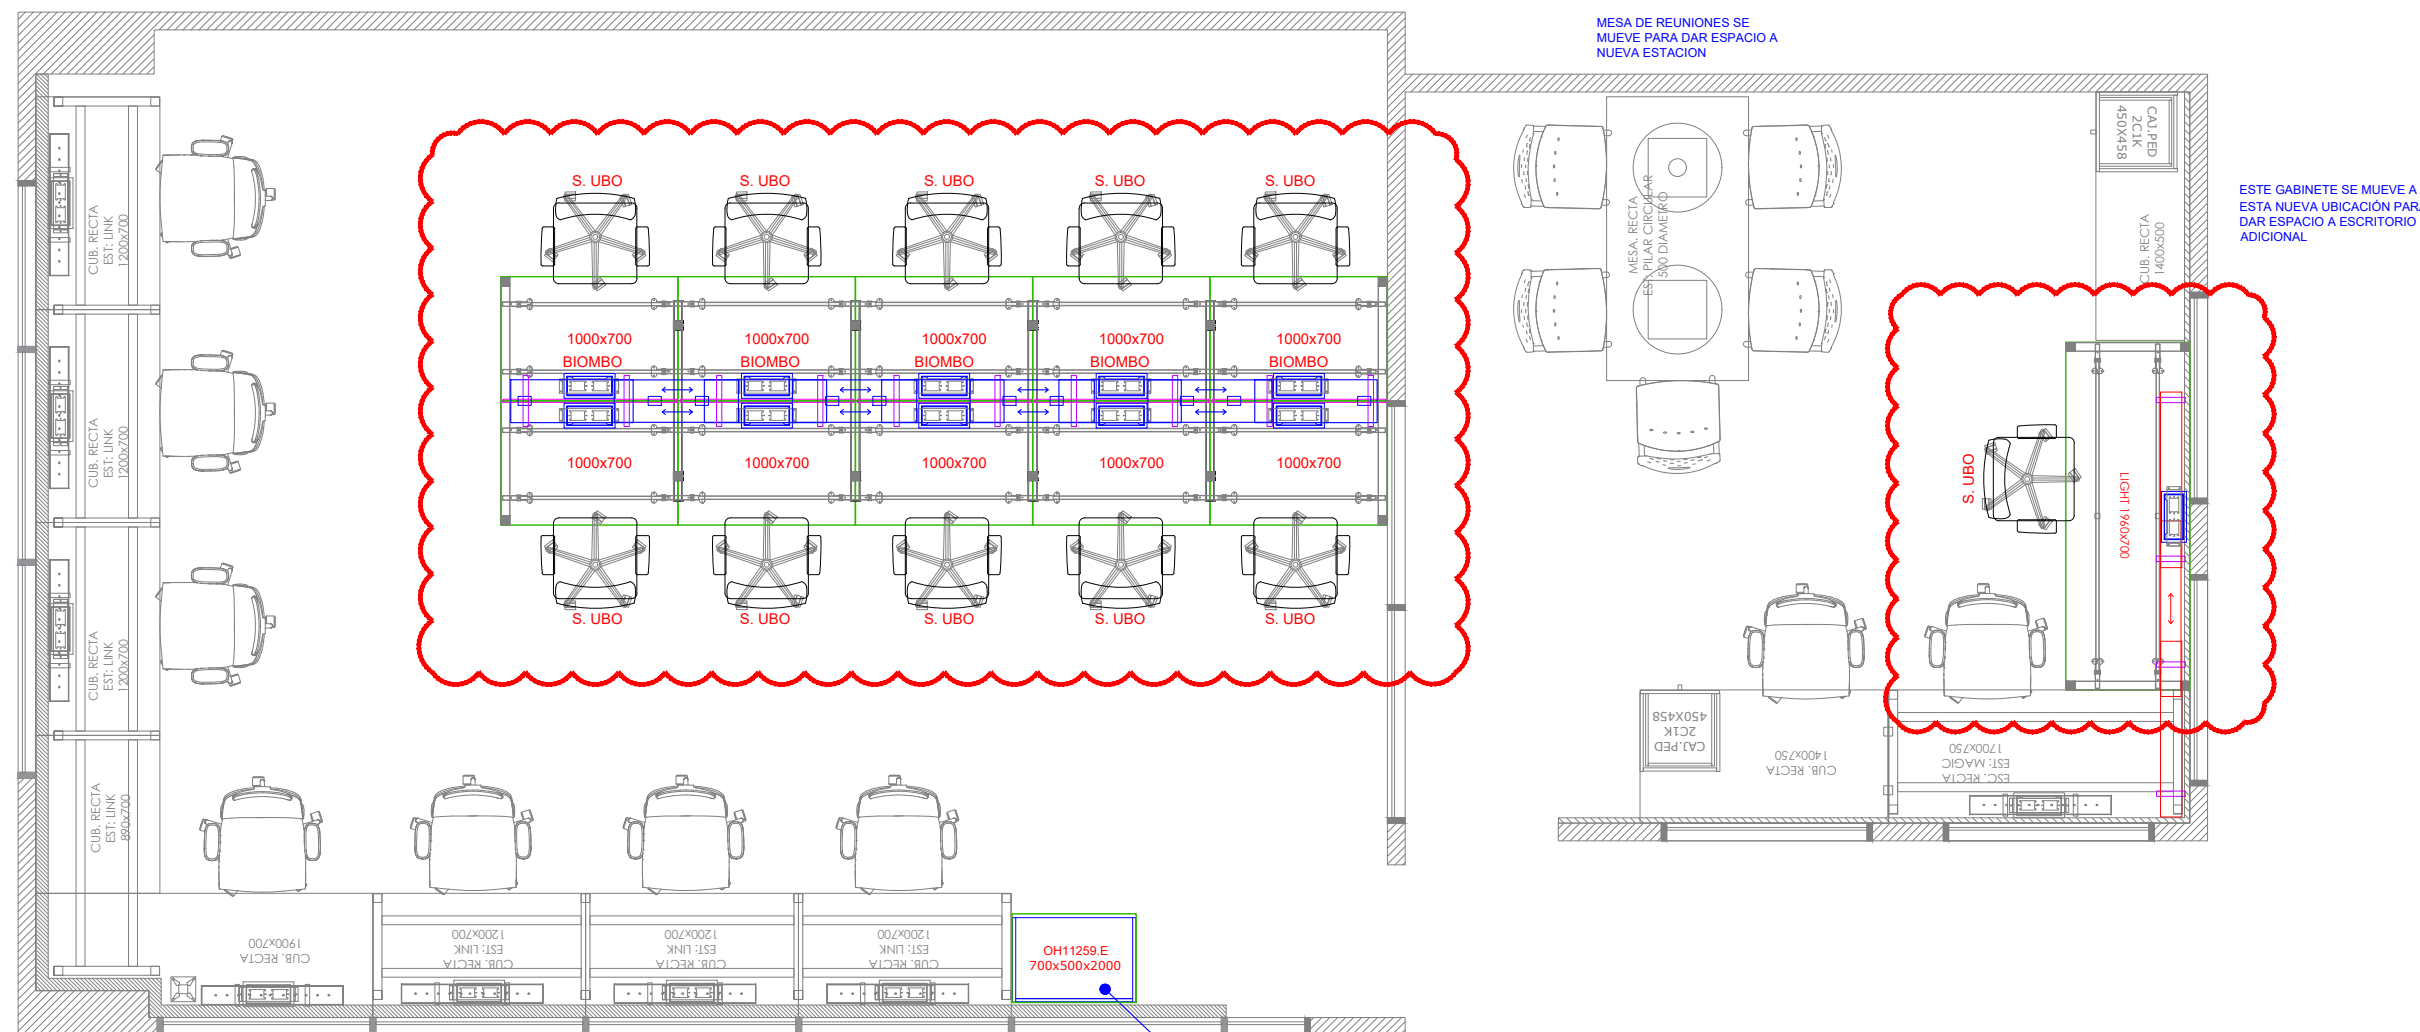 MESA DE REUNIONES SE
MUEVE PARA DAR ESPACIO A
NUEVA ESTACION
ESTE GABINETE SE MUEVE A
ESTA NUEVA UBICACIÓN PARA
DAR ESPACIO A ESCRITORIO
ADICIONAL
S. UBO
S. UBO
S. UBO
S. UBO
S. UBO
1000x700
1000x700
1000x700
1000x700
1000x700
BIOMBO
BIOMBO
BIOMBO
BIOMBO
BIOMBO
1000x700
1000x700
1000x700
1000x700
1000x700
S. UBO
S. UBO
S. UBO
S. UBO
S. UBO
CUB. RECTA
EST: LINK
1200x700
CUB. RECTA
EST: LINK
1200x700
CUB. RECTA
EST: LINK
1200x700
CUB. RECTA
EST: LINK
890x700
CUB. RECTA
1900x700
CUB. RECTA
EST: LINK
1200x700
CUB. RECTA
EST: LINK
1200x700
CUB. RECTA
EST: LINK
1200x700
OH11259.E
700x500x2000
MESA. RECTA
EST. PILAR CIRCULAR
500 DIAMETRO
CAJ.PED
2C1K
450X458
CUB. RECTA
1400x500
S. UBO
LIGHT 1960x700
CAJ.PED
2C1K
450X458
CUB. RECTA
1400x750
ESC. RECTA
EST: MAGIC
1700x750